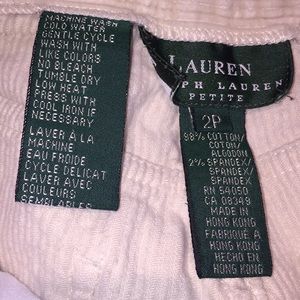 MACHINE WASH
COLD WATER
GENTLE CYCLE
WASH WITH
LIKE COLORS
NO BLEACH
TUMBLE DRY
LOW HEAT
PRESS WITH
COOL IRON IF
NECESSARY
LAVER À LA
MACHINE
EAU FROIDE
CYCLE DELICAT
LAVER AVEC
COULEURS
SEMBLABLES
LAUREN
LPH LAUREN
PETITE
2P
98% COTTON/
COTON/
ALGODON
2% SPANDEX/
SPANDEX/
SPANDEX
RN 54050
CA 08349
MADE IN
HONG KONG
FABRIQUÉ A
HONG KONG
HECHO EN
HONG KONG